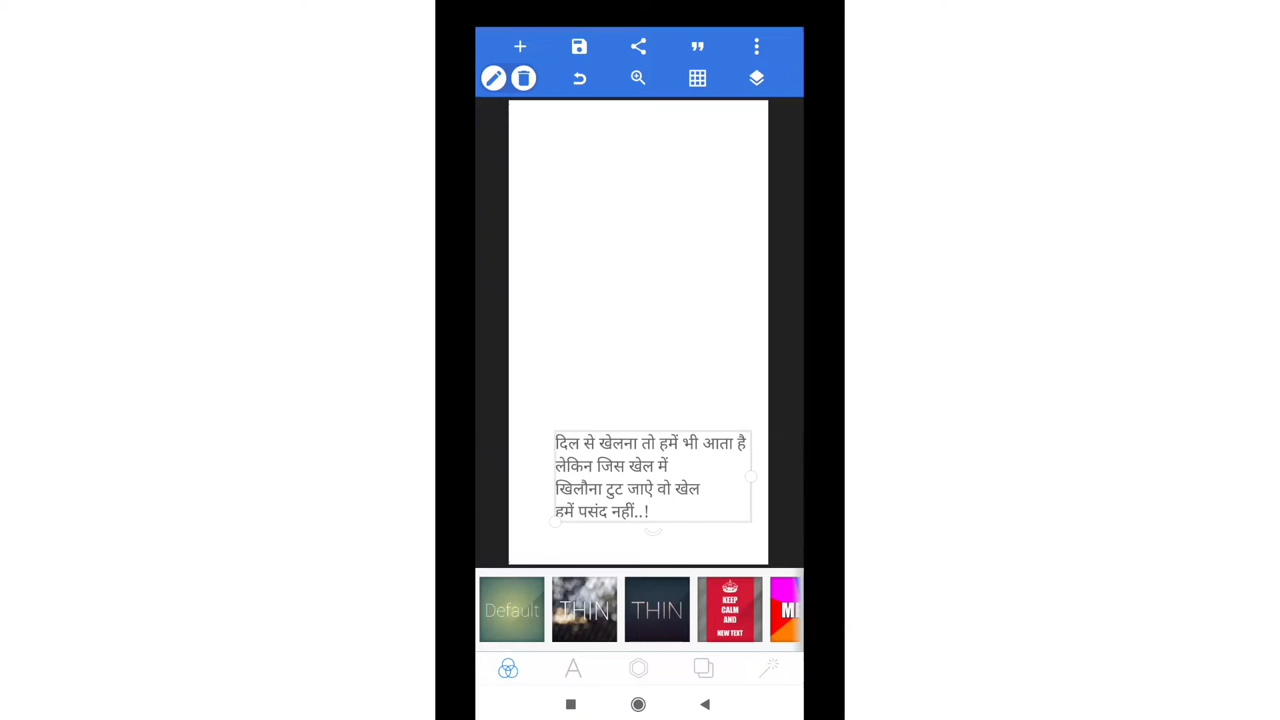 दिल से खेलना तो हमें भी आता है
लेकिन जिस खेल में
खिलौना टुट जाऐ वो खेल
हमें पसंद नहीं..!
Default
THIN
THIN
KEEP
CALM
AND
NEW TEXT